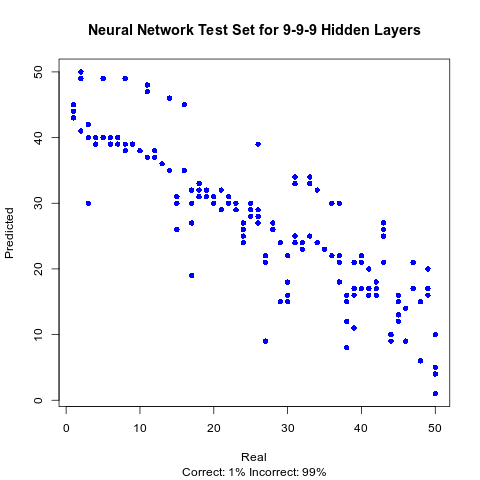 Neural Network Test Set for 9-9-9 Hidden Layers
Predicted
50
40
30
20
10
0
0 10 20 30 40 50
Real
Correct: 1% Incorrect: 99%